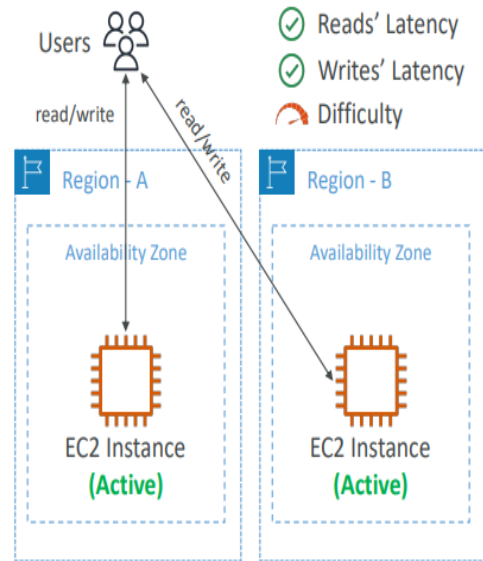 Users
Reads' Latency
Writes' Latency
Difficulty
read/write
read/write
Region - A
Region - B
Availability Zone
Availability Zone
EC2 Instance
(Active)
EC2 Instance
(Active)